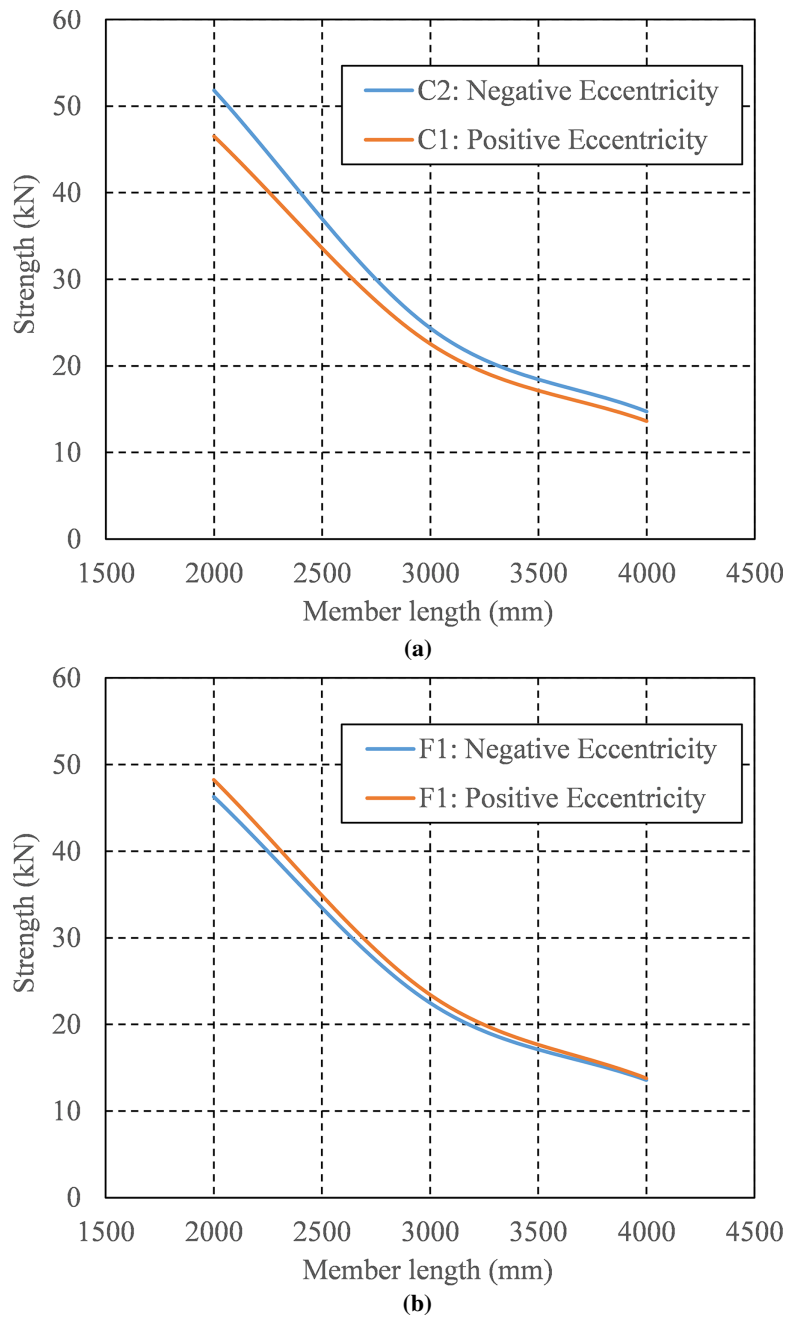 60
50
40
30
20
10
0
Strength (kN)
C2: Negative Eccentricity
C1: Positive Eccentricity
1500 2000 2500 3000 3500 4000 4500
Member length (mm)
(a)
60
50
40
30
20
10
0
Strength (kN)
F1: Negative Eccentricity
F1: Positive Eccentricity
1500 2000 2500 3000 3500 4000 4500
Member length (mm)
(b)